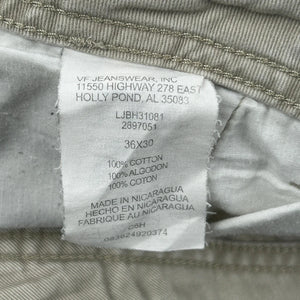 VF JEANSWEAR, INC
11550 HIGHWAY 278 EAST
HOLLY POND, AL 35083
LJBH31081
2897051
36X30
100% COTTON
100% ALGODON
100% COTON
MADE IN NICARAGUA
HECHO EN NICARAGUA
FABRIQUE AU NICARAGUA
083624920374